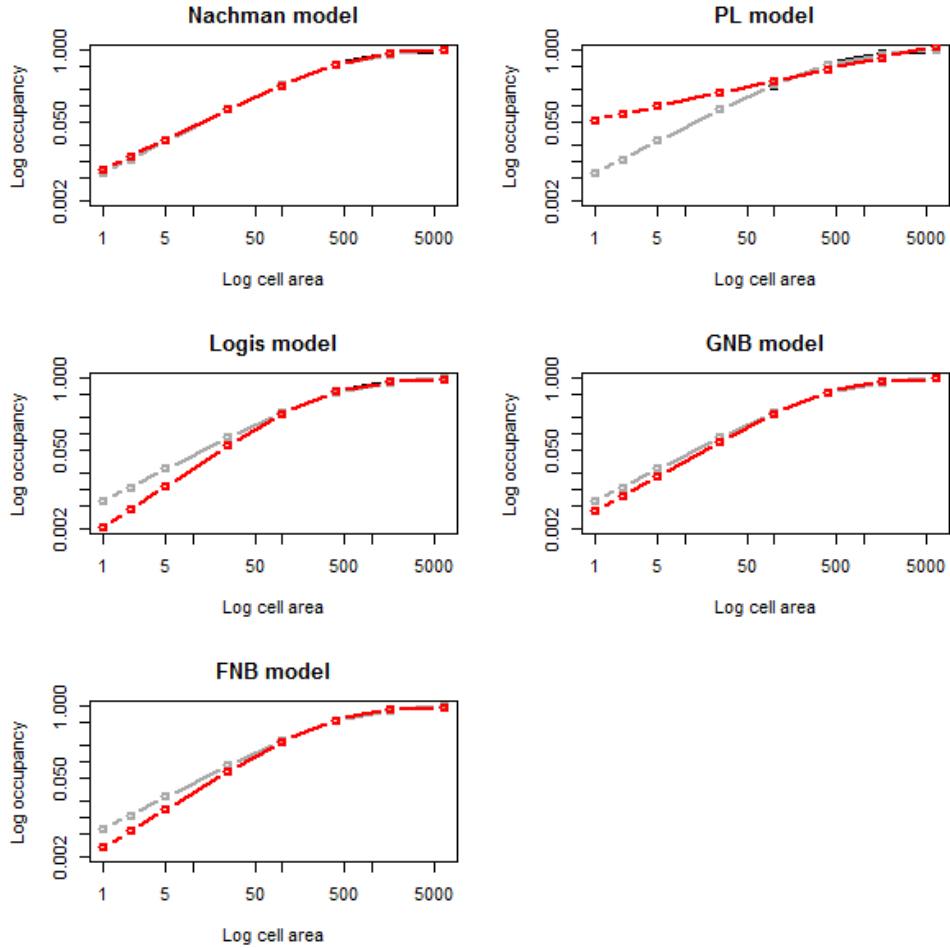 Nachman model
Log occupancy
1.000
0.050
0.002
1 5 50 500 5000
Log cell area
PL model
Log occupancy
1.000
0.050
0.002
1 5 50 500 5000
Log cell area
Logis model
Log occupancy
1.000
0.050
0.002
1 5 50 500 5000
Log cell area
GNB model
Log occupancy
1.000
0.050
0.002
1 5 50 500 5000
Log cell area
FNB model
Log occupancy
1.000
0.050
0.002
1 5 50 500 5000
Log cell area